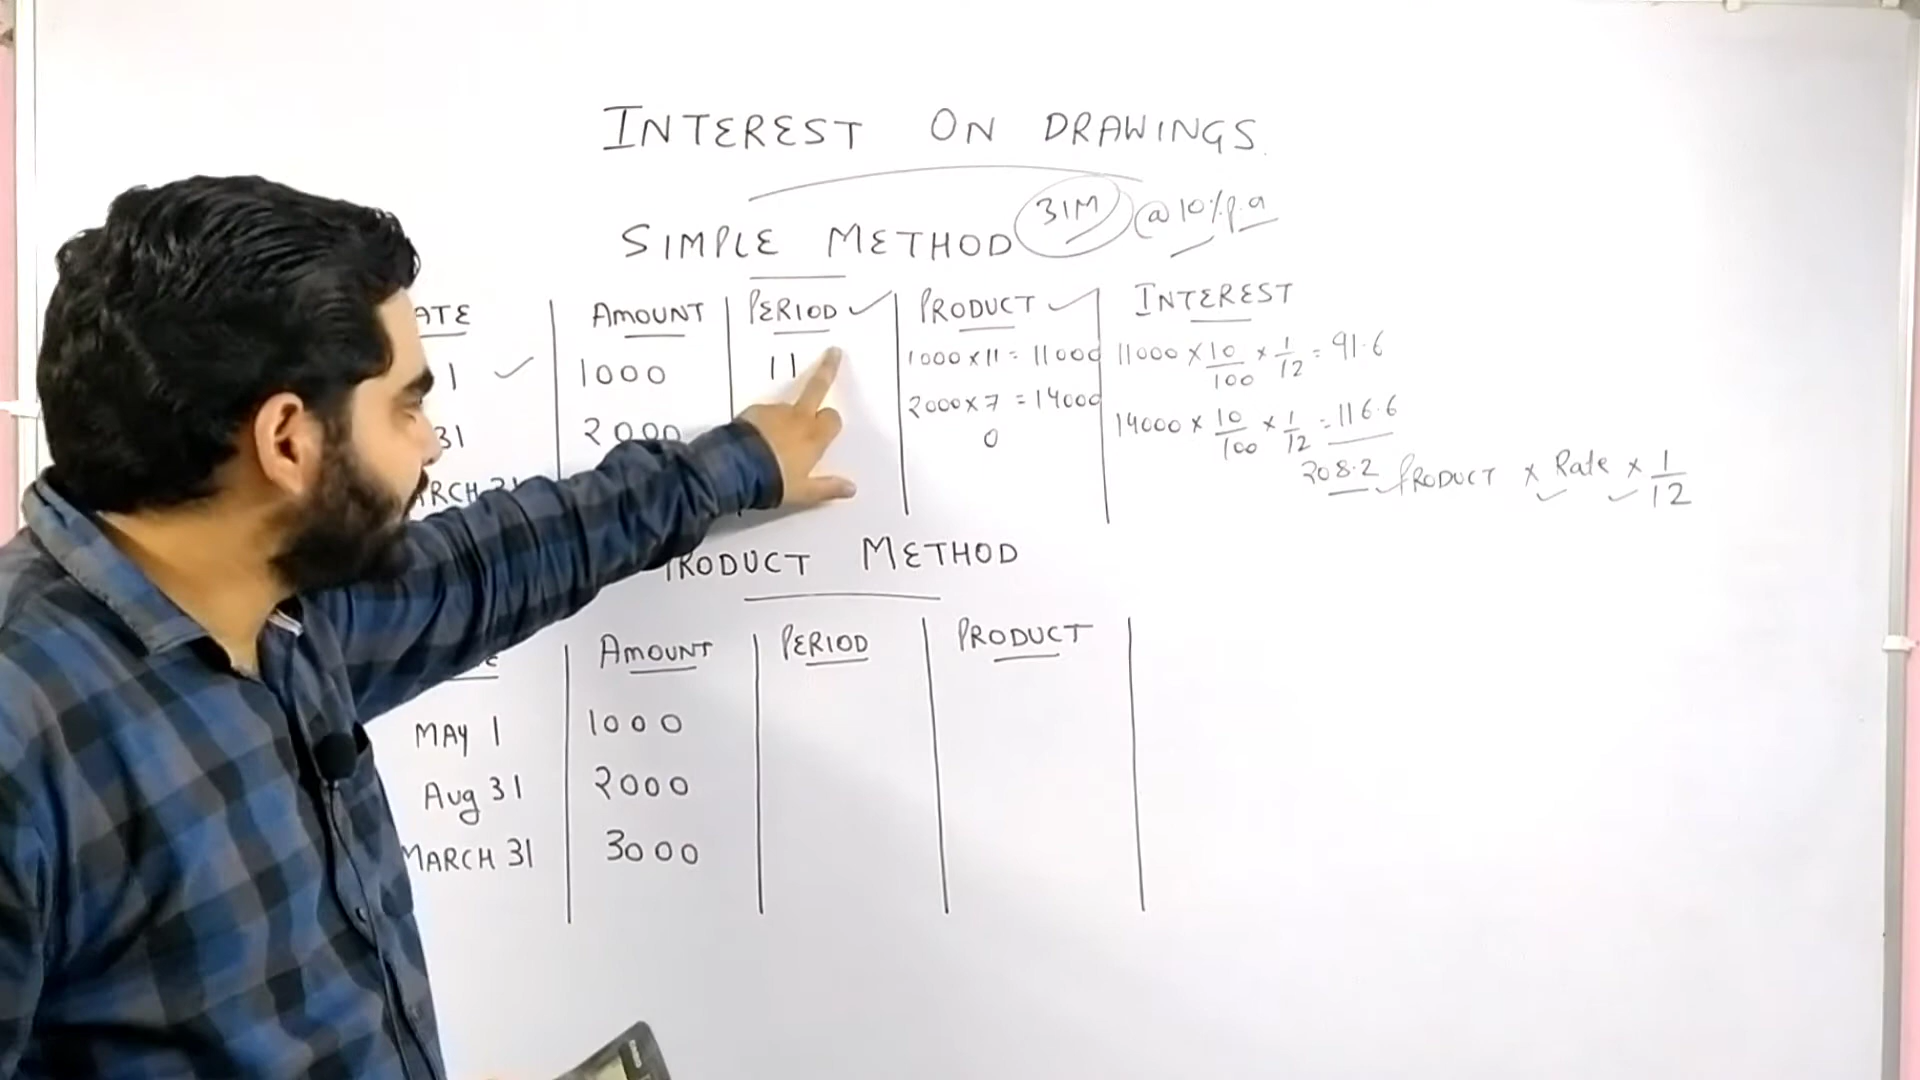 INTEREST ON DRAWINGS.
SIMPLE METHOD 31M @10%p.a
ATE AMOUNT PERIOD PRODUCT INTEREST
1 1000 11 1000 x 11 = 11000 11000 x 10/100 x 1/12 = 91.6
31 2000 2000 x 7 = 14000 14000 x 10/100 x 1/12 = 116.6
ARCH 31 0 208.2 PRODUCT x Rate x 1/12
PRODUCT METHOD
AMOUNT PERIOD PRODUCT
MAY 1 1000
Aug 31 2000
MARCH 31 3000